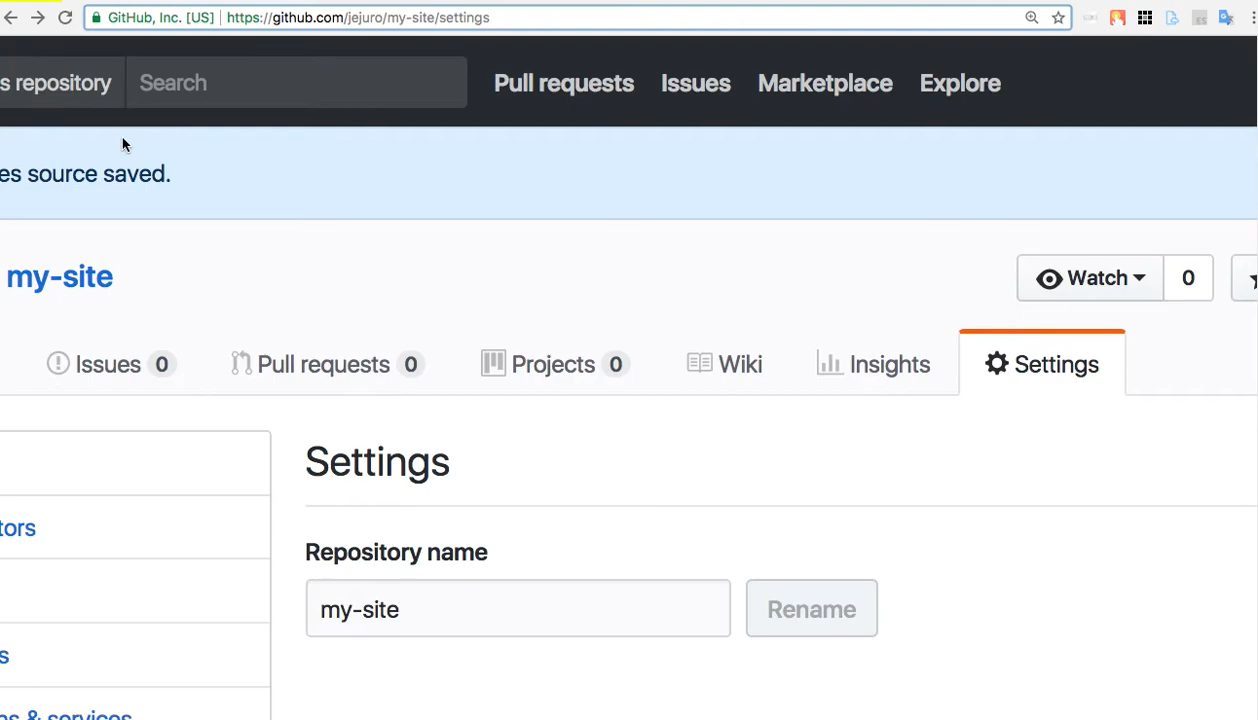 GitHub, Inc. [US] https://github.com/jejuro/my-site/settings
s repository Search Pull requests Issues Marketplace Explore
es source saved.
my-site
Watch 0
Issues 0 Pull requests 0 Projects 0 Wiki Insights Settings
Settings
tors
Repository name
my-site Rename
s
ns & services